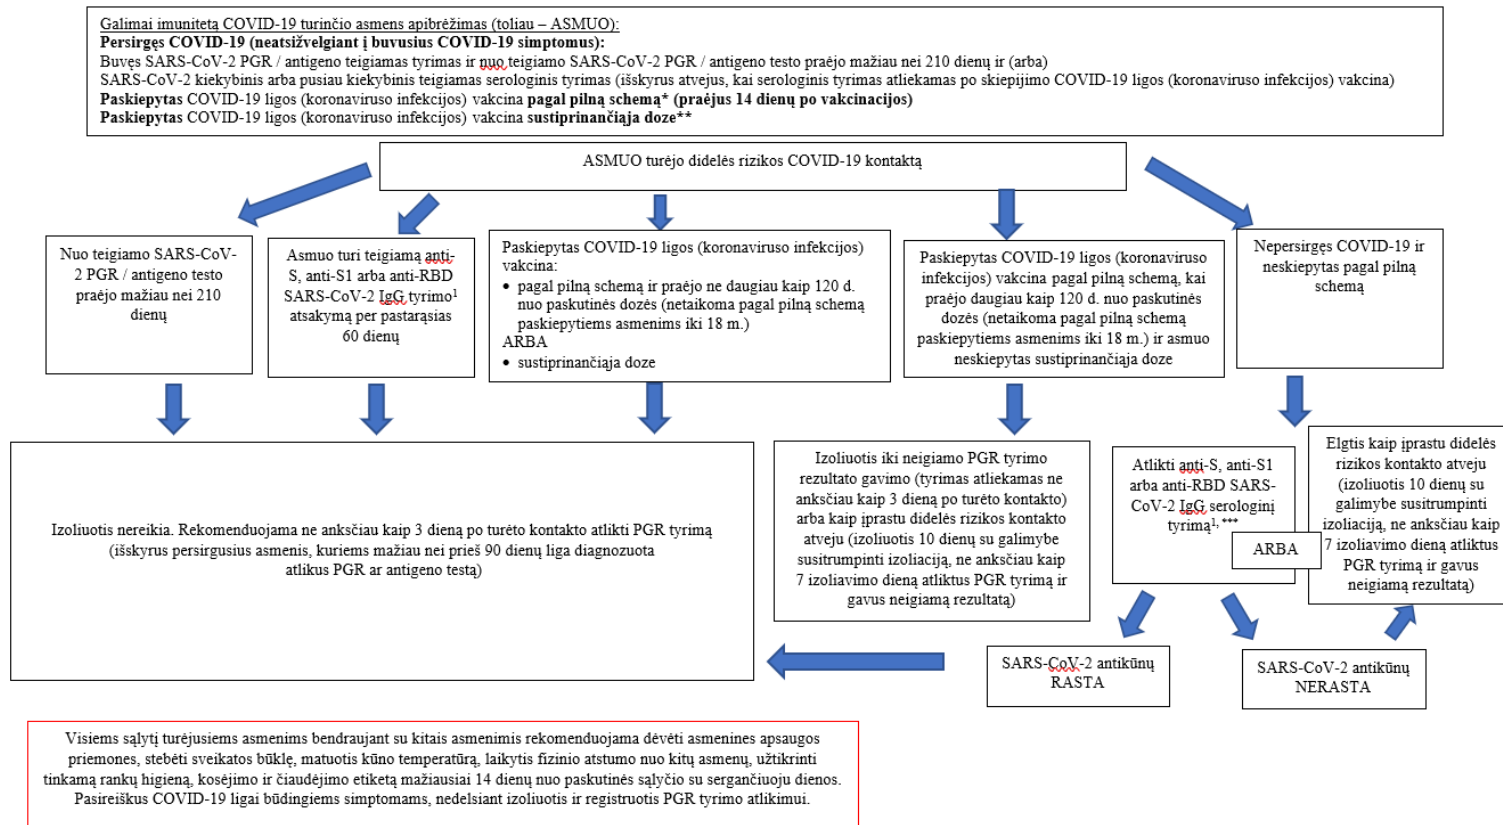 Galimai imunitetą COVID-19 turinčio asmens apibrėžimas (toliau – ASMUO):
Persirgęs COVID-19 (neatsižvelgiant į buvusius COVID-19 simptomus):
Buvęs SARS-CoV-2 PGR / antigeno teigiamas tyrimas ir nuo teigiamo SARS-CoV-2 PGR / antigeno testo praėjo mažiau nei 210 dienų ir (arba)
SARS-CoV-2 kiekybinis arba pusiau kiekybinis teigiamas serologinis tyrimas (išskyrus atvejus, kai serologinis tyrimas atliekamas po skiepijimo COVID-19 ligos (koronaviruso infekcijos) vakcina)
Paskiepytas COVID-19 ligos (koronaviruso infekcijos) vakcina pagal pilną schemą* (praėjus 14 dienų po vakcinacijos)
Paskiepytas COVID-19 ligos (koronaviruso infekcijos) vakcina sustiprinančiąja doze**
ASMUO turėjo didelės rizikos COVID-19 kontaktą
Nuo teigiamo SARS-CoV-
2 PGR / antigeno testo
praėjo mažiau nei 210
dienų
Asmuo turi teigiamą anti-
S, anti-S1 arba anti-RBD
SARS-CoV-2 IgG tyrimo¹
atsakymą per pastarąsias
60 dienų
Paskiepytas COVID-19 ligos (koronaviruso infekcijos)
vakcina:
• pagal pilną schemą ir praėjo ne daugiau kaip 120 d.
nuo paskutinės dozės (netaikoma pagal pilną schemą
paskiepytiems asmenims iki 18 m.)
ARBA
• sustiprinančiąja doze
Paskiepytas COVID-19 ligos (koronaviruso
infekcijos) vakcina pagal pilną schemą, kai
praėjo daugiau kaip 120 d. nuo paskutinės
dozės (netaikoma pagal pilną schemą
paskiepytiems asmenims iki 18 m.) ir asmuo
neskiepytas sustiprinančiąja doze
Nepersirgęs COVID-19 ir
neskiepytas pagal pilną
schemą
Izoliuotis nereikia. Rekomenduojama ne anksčiau kaip 3 dieną po turėto kontakto atlikti PGR tyrimą
(išskyrus persirgusius asmenis, kuriems mažiau nei prieš 90 dienų liga diagnozuota
atlikus PGR ar antigeno testą)
Izoliuotis iki neigiamo PGR tyrimo
rezultato gavimo (tyrimas atliekamas ne
anksčiau kaip 3 dieną po turėto kontakto)
arba kaip įprastu didelės rizikos kontakto
atveju (izoliuotis 10 dienų su galimybe
susitrumpinti izoliaciją, ne anksčiau kaip
7 izoliavimo dieną atliktus PGR tyrimą ir
gavus neigiamą rezultatą)
Atlikti anti-S, anti-S1
arba anti-RBD SARS-
CoV-2 IgG serologinį
tyrimą¹, ***
ARBA
Elgtis kaip įprastu didelės
rizikos kontakto atveju
(izoliuotis 10 dienų su
galimybe susitrumpinti
izoliaciją, ne anksčiau kaip
7 izoliavimo dieną atliktus
PGR tyrimą ir gavus
neigiamą rezultatą)
SARS-CoV-2 antikūnų
RASTA
SARS-CoV-2 antikūnų
NERASTA
Visiems sąlytį turėjusiems asmenims bendraujant su kitais asmenimis rekomenduojama dėvėti asmenines apsaugos
priemones, stebėti sveikatos būklę, matuotis kūno temperatūrą, laikytis fizinio atstumo nuo kitų asmenų, užtikrinti
tinkamą rankų higieną, kosėjimo ir čiaudėjimo etiketą mažiausiai 14 dienų nuo paskutinės sąlyčio su sergančiuoju dienos.
Pasireiškus COVID-19 ligai būdingiems simptomams, nedelsiant izoliuotis ir registruotis PGR tyrimo atlikimui.